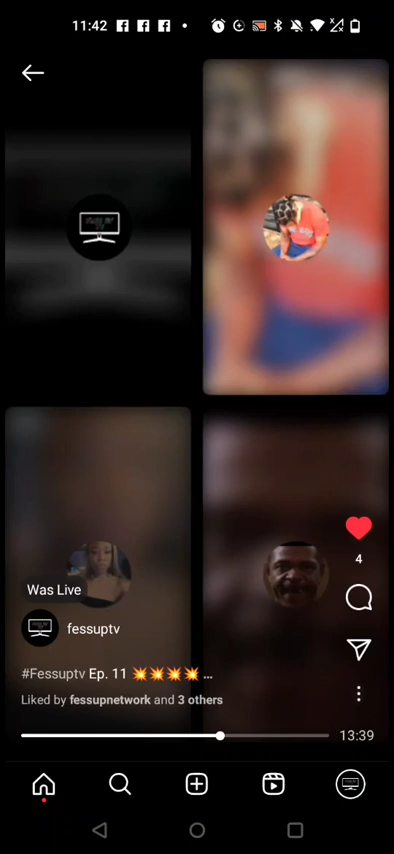 11:42
Was Live
fessuptv
#Fessuptv Ep. 11 💥💥💥💥 ...
Liked by fessupnetwork and 3 others
4
13:39